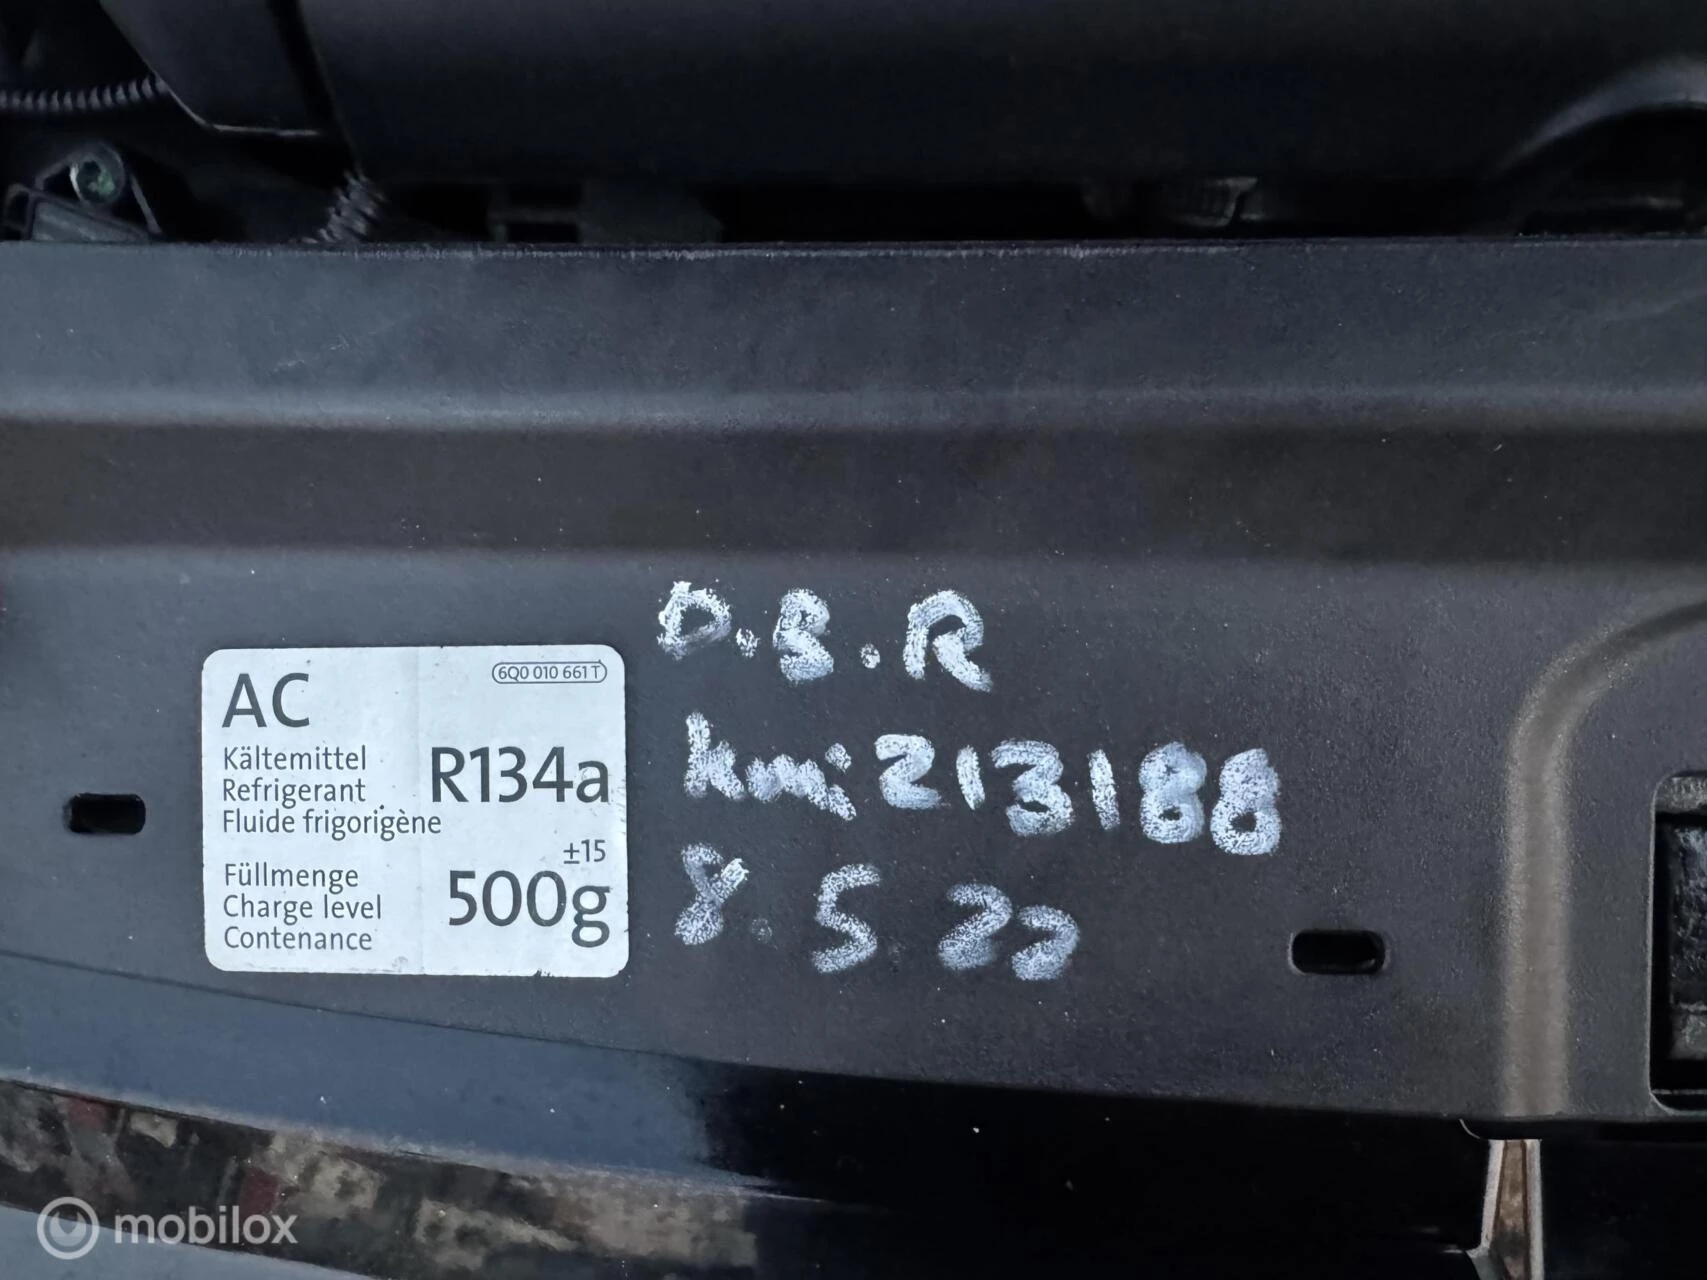 6Q0 010 661 T
AC
Kältemittel
Refrigerant
Fluide frigorigène
R134a
±15
Füllmenge
Charge level
Contenance
500g
D.B.R
km: 213188
8.5 22
mobilox